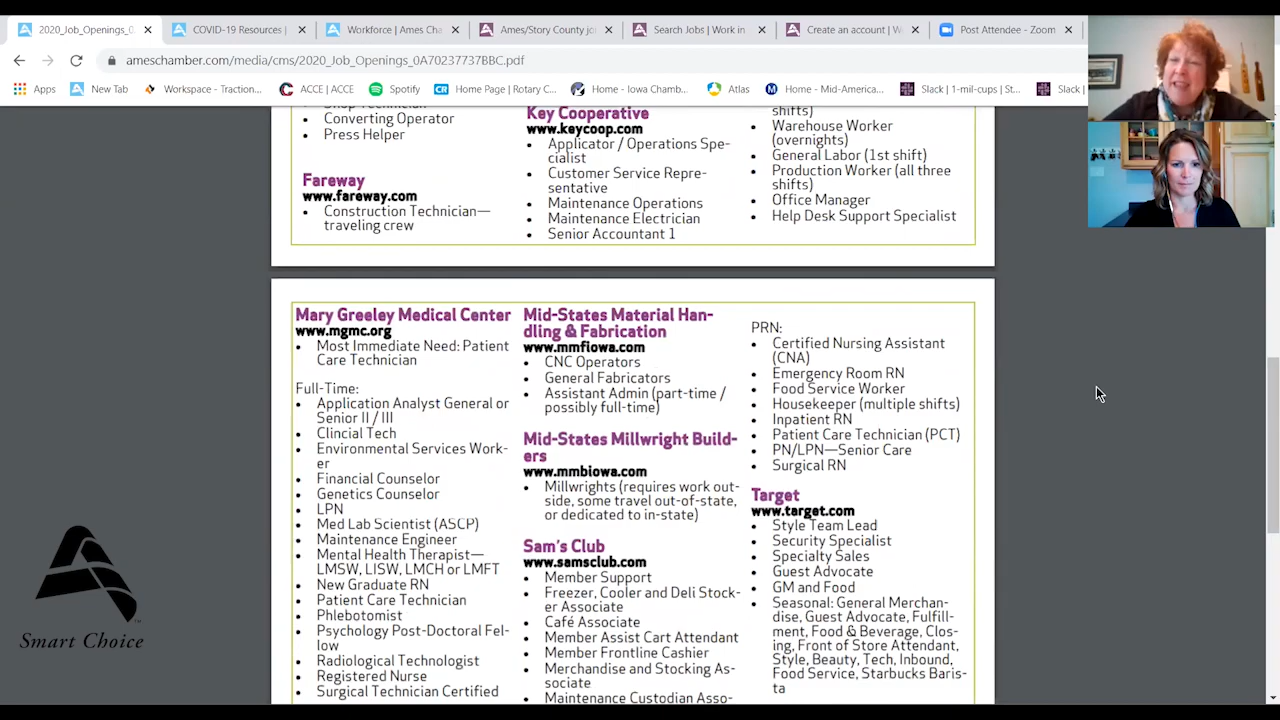 2020_Job_Openings_0
COVID-19 Resources |
Workforce | Ames Cha
Ames/Story County jo
Search Jobs | Work in
Create an account | W
Post Attendee - Zoom
ameschamber.com/media/cms/2020_Job_Openings_0A70237737BBC.pdf
Apps
New Tab
Workspace - Traction...
ACCE | ACCE
Spotify
Home Page | Rotary C...
Home - Iowa Chamb...
Atlas
Home - Mid-America...
Slack | 1-mil-cups | St...
Slack |
Converting Operator
Press Helper
Fareway
www.fareway.com
Construction Technician—
traveling crew
Key Cooperative
www.keycoop.com
Applicator / Operations Spe-
cialist
Customer Service Repre-
sentative
Maintenance Operations
Maintenance Electrician
Senior Accountant 1
shifts)
Warehouse Worker
(overnights)
General Labor (1st shift)
Production Worker (all three
shifts)
Office Manager
Help Desk Support Specialist
Mary Greeley Medical Center
www.mgmc.org
Most Immediate Need: Patient
Care Technician
Full-Time:
Application Analyst General or
Senior II / III
Clincial Tech
Environmental Services Work-
er
Financial Counselor
Genetics Counselor
LPN
Med Lab Scientist (ASCP)
Maintenance Engineer
Mental Health Therapist—
LMSW, LISW, LMCH or LMFT
New Graduate RN
Patient Care Technician
Phlebotomist
Psychology Post-Doctoral Fel-
low
Radiological Technologist
Registered Nurse
Surgical Technician Certified
Mid-States Material Han-
dling & Fabrication
www.mmfiowa.com
CNC Operators
General Fabricators
Assistant Admin (part-time /
possibly full-time)
Mid-States Millwright Build-
ers
www.mmbiowa.com
Millwrights (requires work out-
side, some travel out-of-state,
or dedicated to in-state)
Sam's Club
www.samsclub.com
Member Support
Freezer, Cooler and Deli Stock-
er Associate
Café Associate
Member Assist Cart Attendant
Member Frontline Cashier
Merchandise and Stocking As-
sociate
Maintenance Custodian Asso-
PRN:
Certified Nursing Assistant
(CNA)
Emergency Room RN
Food Service Worker
Housekeeper (multiple shifts)
Inpatient RN
Patient Care Technician (PCT)
PN/LPN—Senior Care
Surgical RN
Target
www.target.com
Style Team Lead
Security Specialist
Specialty Sales
Guest Advocate
GM and Food
Seasonal: General Merchan-
dise, Guest Advocate, Fulfill-
ment, Food & Beverage, Clos-
ing, Front of Store Attendant,
Style, Beauty, Tech, Inbound,
Food Service, Starbucks Baris-
ta
Smart Choice